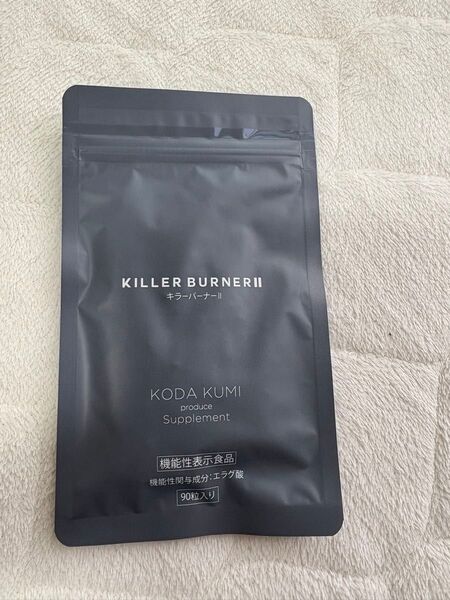 KILLER BURNERⅡ
キラーバーナーⅡ
KODA KUMI
produce
Supplement
機能性表示食品
機能性関与成分:エラグ酸
90粒入り